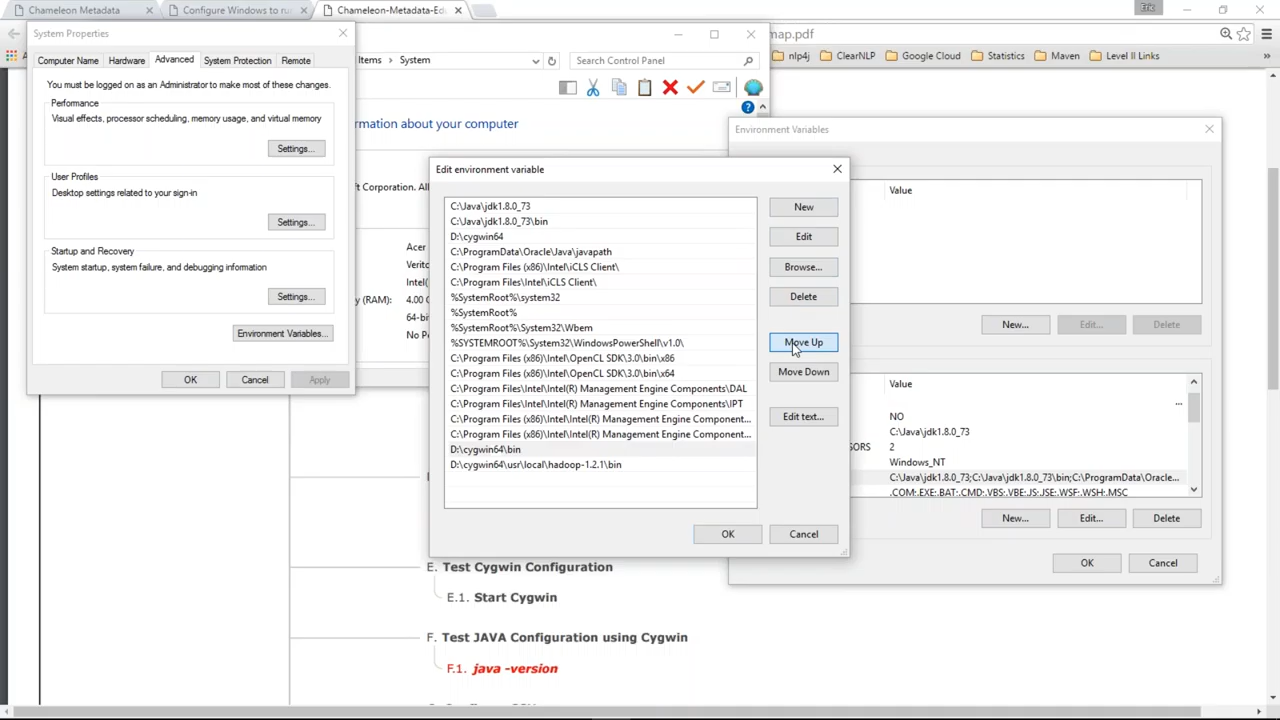 Chameleon Metadata
Configure Windows to run
Chameleon-Metadata-Edu
Eric
map.pdf
nlp4j
ClearNLP
Google Cloud
Statistics
Maven
Level II Links
»
System Properties
Computer Name
Hardware
Advanced
System Protection
Remote
You must be logged on as an Administrator to make most of these changes.
Performance
Visual effects, processor scheduling, memory usage, and virtual memory
Settings...
User Profiles
Desktop settings related to your sign-in
Settings...
Startup and Recovery
System startup, system failure, and debugging information
Settings...
Environment Variables...
OK
Cancel
Apply
Items > System
Search Control Panel
rmation about your computer
ft Corporation. All
Acer
Verito
Intel(
y (RAM):
4.00 G
64-bi
No Pe
Edit environment variable
C:\Java\jdk1.8.0_73
C:\Java\jdk1.8.0_73\bin
D:\cygwin64
C:\ProgramData\Oracle\Java\javapath
C:\Program Files (x86)\Intel\iCLS Client\
C:\Program Files\Intel\iCLS Client\
%SystemRoot%\system32
%SystemRoot%
%SystemRoot%\System32\Wbem
%SYSTEMROOT%\System32\WindowsPowerShell\v1.0\
C:\Program Files (x86)\Intel\OpenCL SDK\3.0\bin\x86
C:\Program Files (x86)\Intel\OpenCL SDK\3.0\bin\x64
C:\Program Files\Intel\Intel(R) Management Engine Components\DAL
C:\Program Files\Intel\Intel(R) Management Engine Components\IPT
C:\Program Files (x86)\Intel\Intel(R) Management Engine Component...
C:\Program Files (x86)\Intel\Intel(R) Management Engine Component...
D:\cygwin64\bin
D:\cygwin64\usr\local\hadoop-1.2.1\bin
New
Edit
Browse...
Delete
Move Up
Move Down
Edit text...
OK
Cancel
Environment Variables
Value
New...
Edit...
Delete
Value
...
NO
C:\Java\jdk1.8.0_73
SORS
2
Windows_NT
C:\Java\jdk1.8.0_73;C:\Java\jdk1.8.0_73\bin;C:\ProgramData\Oracle...
.COM;.EXE;.BAT;.CMD;.VBS;.VBE;.JS;.JSE;.WSF;.WSH;.MSC
New...
Edit...
Delete
OK
Cancel
E. Test Cygwin Configuration
E.1. Start Cygwin
F. Test JAVA Configuration using Cygwin
F.1. java -version